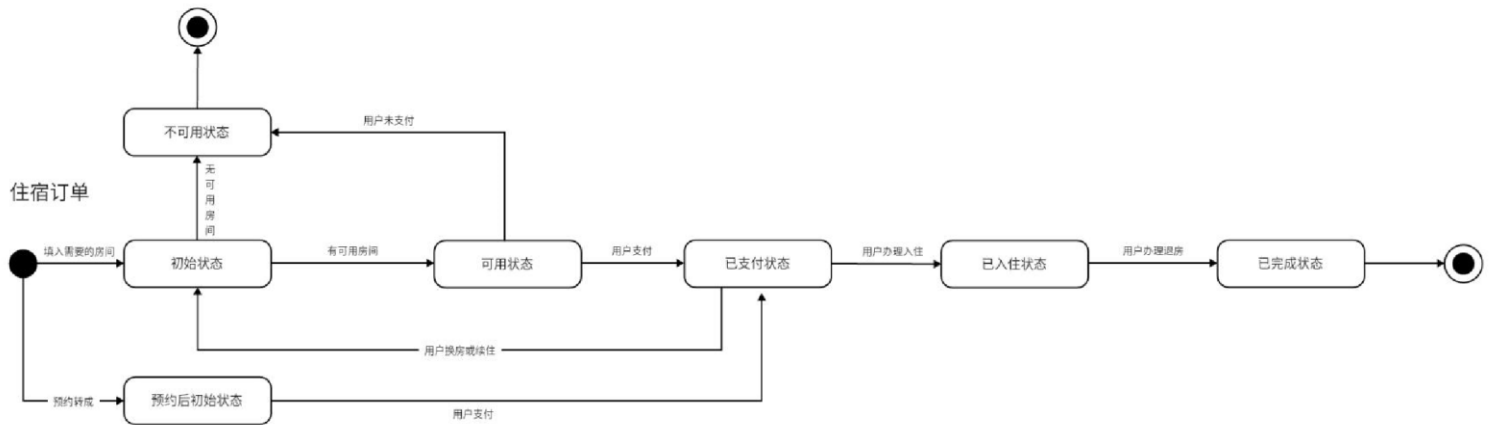 不可用状态
用户未支付
无可用房间
住宿订单
填入需要的房间
初始状态
有可用房间
可用状态
用户支付
已支付状态
用户办理入住
已入住状态
用户办理退房
已完成状态
用户换房或续住
预约转成
预约后初始状态
用户支付